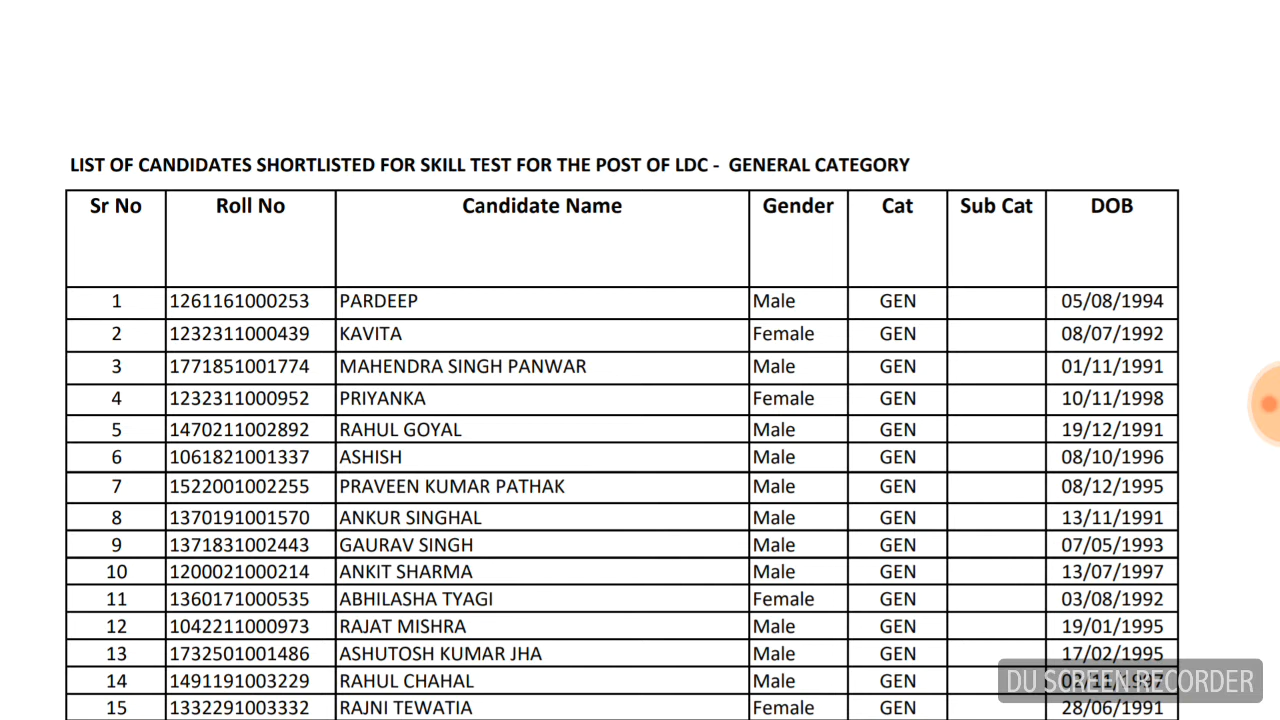 LIST OF CANDIDATES SHORTLISTED FOR SKILL TEST FOR THE POST OF LDC - GENERAL CATEGORY
Sr No Roll No Candidate Name Gender Cat Sub Cat DOB
1 1261161000253 PARDEEP Male GEN 05/08/1994
2 1232311000439 KAVITA Female GEN 08/07/1992
3 1771851001774 MAHENDRA SINGH PANWAR Male GEN 01/11/1991
4 1232311000952 PRIYANKA Female GEN 10/11/1998
5 1470211002892 RAHUL GOYAL Male GEN 19/12/1991
6 1061821001337 ASHISH Male GEN 08/10/1996
7 1522001002255 PRAVEEN KUMAR PATHAK Male GEN 08/12/1995
8 1370191001570 ANKUR SINGHAL Male GEN 13/11/1991
9 1371831002443 GAURAV SINGH Male GEN 07/05/1993
10 1200021000214 ANKIT SHARMA Male GEN 13/07/1997
11 1360171000535 ABHILASHA TYAGI Female GEN 03/08/1992
12 1042211000973 RAJAT MISHRA Male GEN 19/01/1995
13 1732501001486 ASHUTOSH KUMAR JHA Male GEN 17/02/1995
14 1491191003229 RAHUL CHAHAL Male GEN
DU SCREEN RECORDER
15 1332291003332 RAJNI TEWATIA Female GEN 28/06/1991